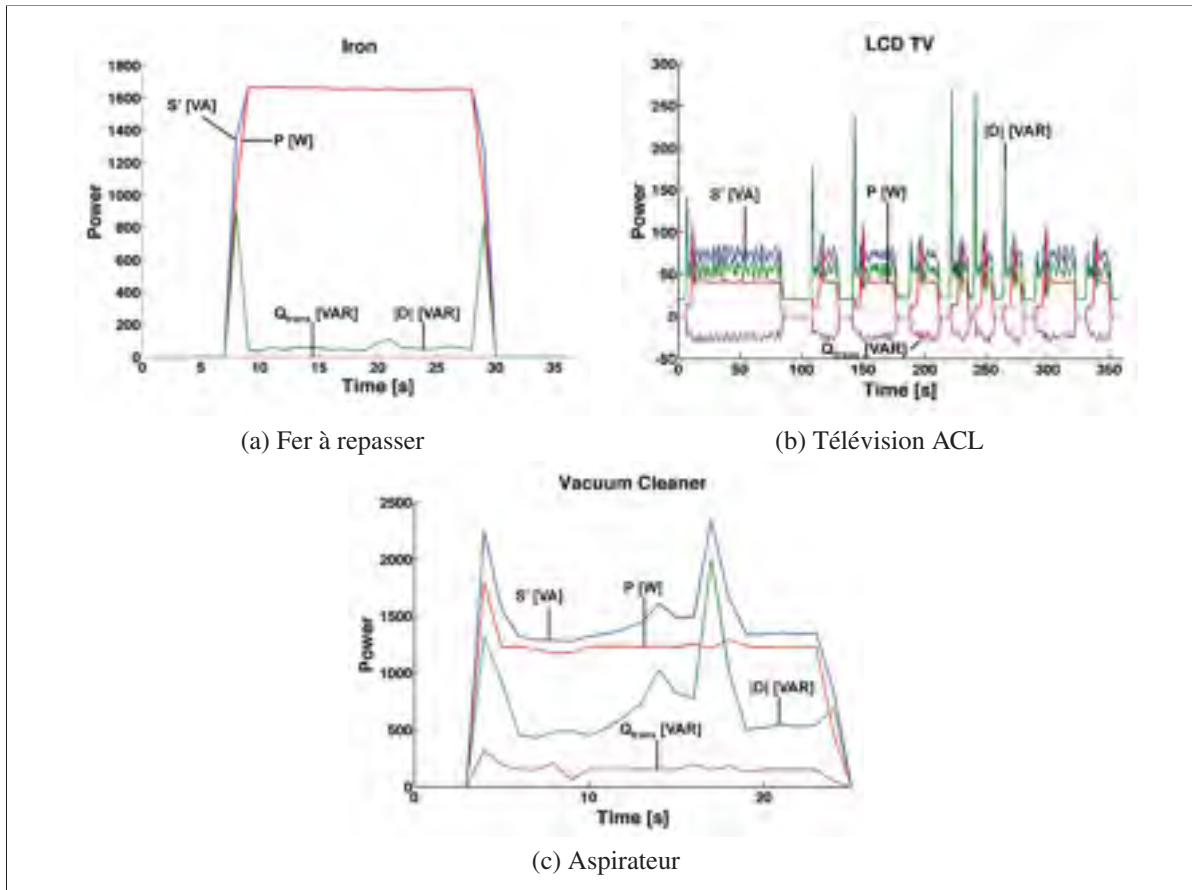 Iron
1800
1600
1400
1200
1000
800
600
400
200
0
Power
S' [VA]
P [W]
Qtrans [VAR]
|D| [VAR]
0 5 10 15 20 25 30 35
Time [s]
(a) Fer à repasser
LCD TV
300
250
200
150
100
50
0
-50
Power
S' [VA]
P [W]
|D| [VAR]
[VAR]
0 50 100 150 200 250 300 350
Time [s]
(b) Télévision ACL
Vacuum Cleaner
2500
2000
1500
1000
500
0
Power
S' [VA]
P [W]
|D| [VAR]
Qtrans [VAR]
0 10 20
Time [s]
(c) Aspirateur